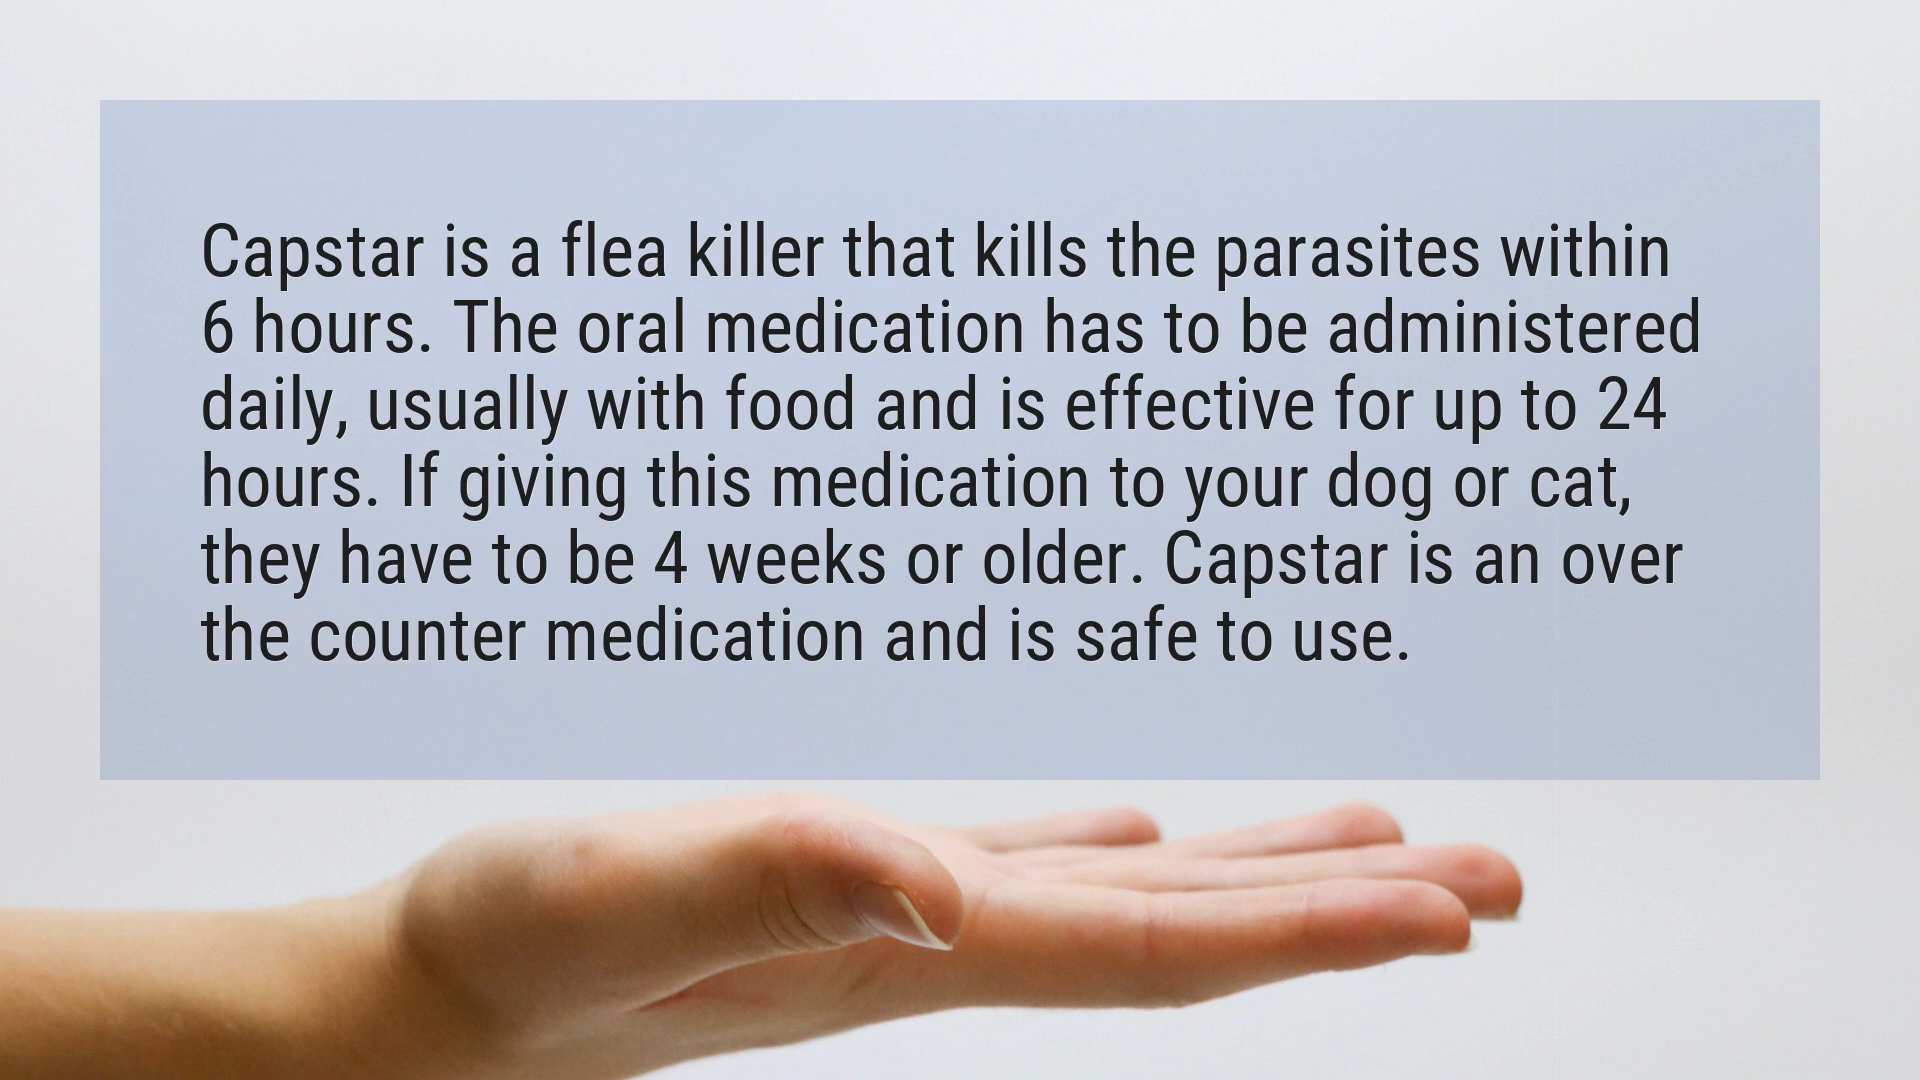 Capstar is a flea killer that kills the parasites within
6 hours. The oral medication has to be administered
daily, usually with food and is effective for up to 24
hours. If giving this medication to your dog or cat,
they have to be 4 weeks or older. Capstar is an over
the counter medication and is safe to use.